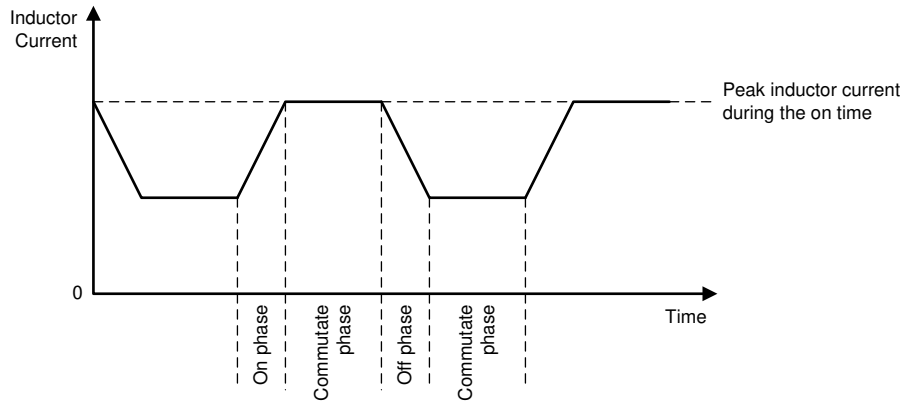 Inductor
Current
Peak inductor current
during the on time
0
Time
On phase
Commutate
phase
Off phase
Commutate
phase